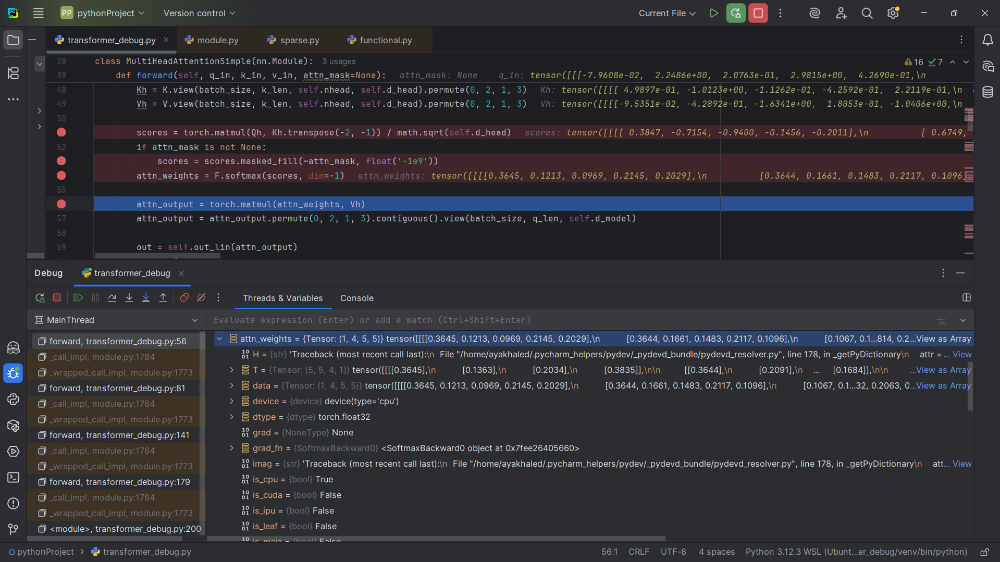 PP pythonProject Version control Current File
transformer_debug.py module.py sparse.py functional.py
28 class MultiHeadAttentionSimple(nn.Module): 3 usages 16 7
39 def forward(self, q_in, k_in, v_in, attn_mask=None): attn_mask: None q_in: tensor([[[-7.9608e-02, 2.2486e+00, 2.0763e-01, 2.9815e+00, 4.2690e-01,\n
48 Kh = K.view(batch_size, k_len, self.nhead, self.d_head).permute(0, 2, 1, 3) Kh: tensor([[[[ 4.9897e-01, -1.0123e+00, -1.1262e-01, -4.2592e-01, 2.2119e-01,\n
49 Vh = V.view(batch_size, k_len, self.nhead, self.d_head).permute(0, 2, 1, 3) Vh: tensor([[[[-9.5351e-02, -4.2892e-01, -1.6341e+00, 1.8053e-01, -1.0406e+00,\n
50
scores = torch.matmul(Qh, Kh.transpose(-2, -1)) / math.sqrt(self.d_head) scores: tensor([[[[ 0.3847, -0.7154, -0.9400, -0.1456, -0.2011],\n [ 0.6749,
52 if attn_mask is not None:
scores = scores.masked_fill(~attn_mask, float('-1e9'))
attn_weights = F.softmax(scores, dim=-1) attn_weights: tensor([[[[0.3645, 0.1213, 0.0969, 0.2145, 0.2029],\n [0.3644, 0.1661, 0.1483, 0.2117, 0.1096],
55
attn_output = torch.matmul(attn_weights, Vh)
57 attn_output = attn_output.permute(0, 2, 1, 3).contiguous().view(batch_size, q_len, self.d_model)
58
59 out = self.out_lin(attn_output)
Debug transformer_debug
Threads & Variables Console
MainThread Evaluate expression (Enter) or add a watch (Ctrl+Shift+Enter)
forward, transformer_debug.py:56
_call_impl, module.py:1784
_wrapped_call_impl, module.py:1773
forward, transformer_debug.py:81
_call_impl, module.py:1784
_wrapped_call_impl, module.py:1773
forward, transformer_debug.py:141
_call_impl, module.py:1784
_wrapped_call_impl, module.py:1773
forward, transformer_debug.py:179
_call_impl, module.py:1784
_wrapped_call_impl, module.py:1773
<module>, transformer_debug.py:200
attn_weights = {Tensor: (1, 4, 5, 5)} tensor([[[[0.3645, 0.1213, 0.0969, 0.2145, 0.2029],\n [0.3644, 0.1661, 0.1483, 0.2117, 0.1096],\n [0.1067, 0.1...814, 0.2...View as Array
H = {str} 'Traceback (most recent call last):\n File "/home/ayakhaled/.pycharm_helpers/pydev/_pydevd_bundle/pydevd_resolver.py", line 178, in _getPyDictionary\n attr =... View
T = {Tensor: (5, 5, 4, 1)} tensor([[[[0.3645],\n [0.1363],\n [0.2034],\n [0.3835]],\n\n [[0.3644],\n [0.2091],\n ... [0.1684]],\n\n ...View as Array
data = {Tensor: (1, 4, 5, 5)} tensor([[[[0.3645, 0.1213, 0.0969, 0.2145, 0.2029],\n [0.3644, 0.1661, 0.1483, 0.2117, 0.1096],\n [0.1067, 0.1...32, 0.2063, 0...View as Array
device = {device} device(type='cpu')
dtype = {dtype} torch.float32
grad = {NoneType} None
grad_fn = {SoftmaxBackward0} <SoftmaxBackward0 object at 0x7fee26405660>
imag = {str} 'Traceback (most recent call last):\n File "/home/ayakhaled/.pycharm_helpers/pydev/_pydevd_bundle/pydevd_resolver.py", line 178, in _getPyDictionary\n att... View
is_cpu = {bool} True
is_cuda = {bool} False
is_ipu = {bool} False
is_leaf = {bool} False
is_maia = {bool} False
pythonProject > transformer_debug.py 56:1 CRLF UTF-8 4 spaces Python 3.12.3 WSL (Ubunt...er_debug/venv/bin/python)